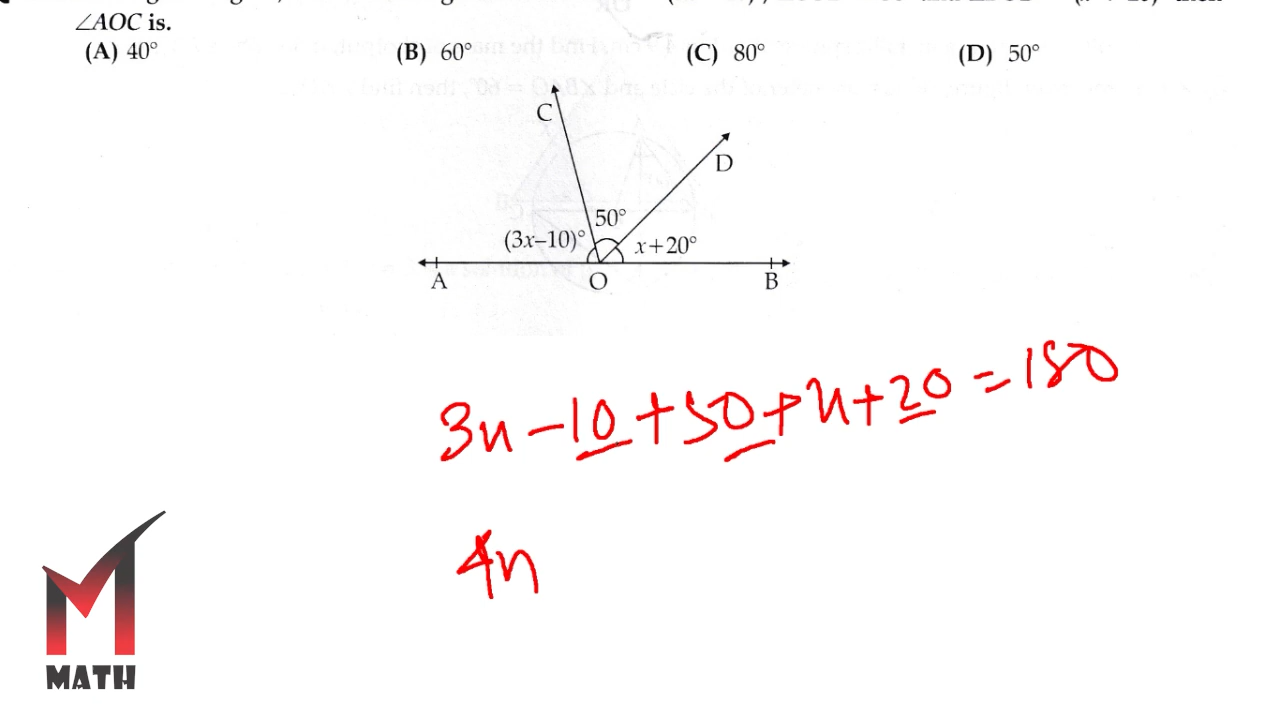 ∠AOC is.
(A) 40° (B) 60° (C) 80° (D) 50°
C
D
50°
(3x–10)° x+20°
A O B
3x - 10 + 50 + x + 20 = 180
4x
MATH